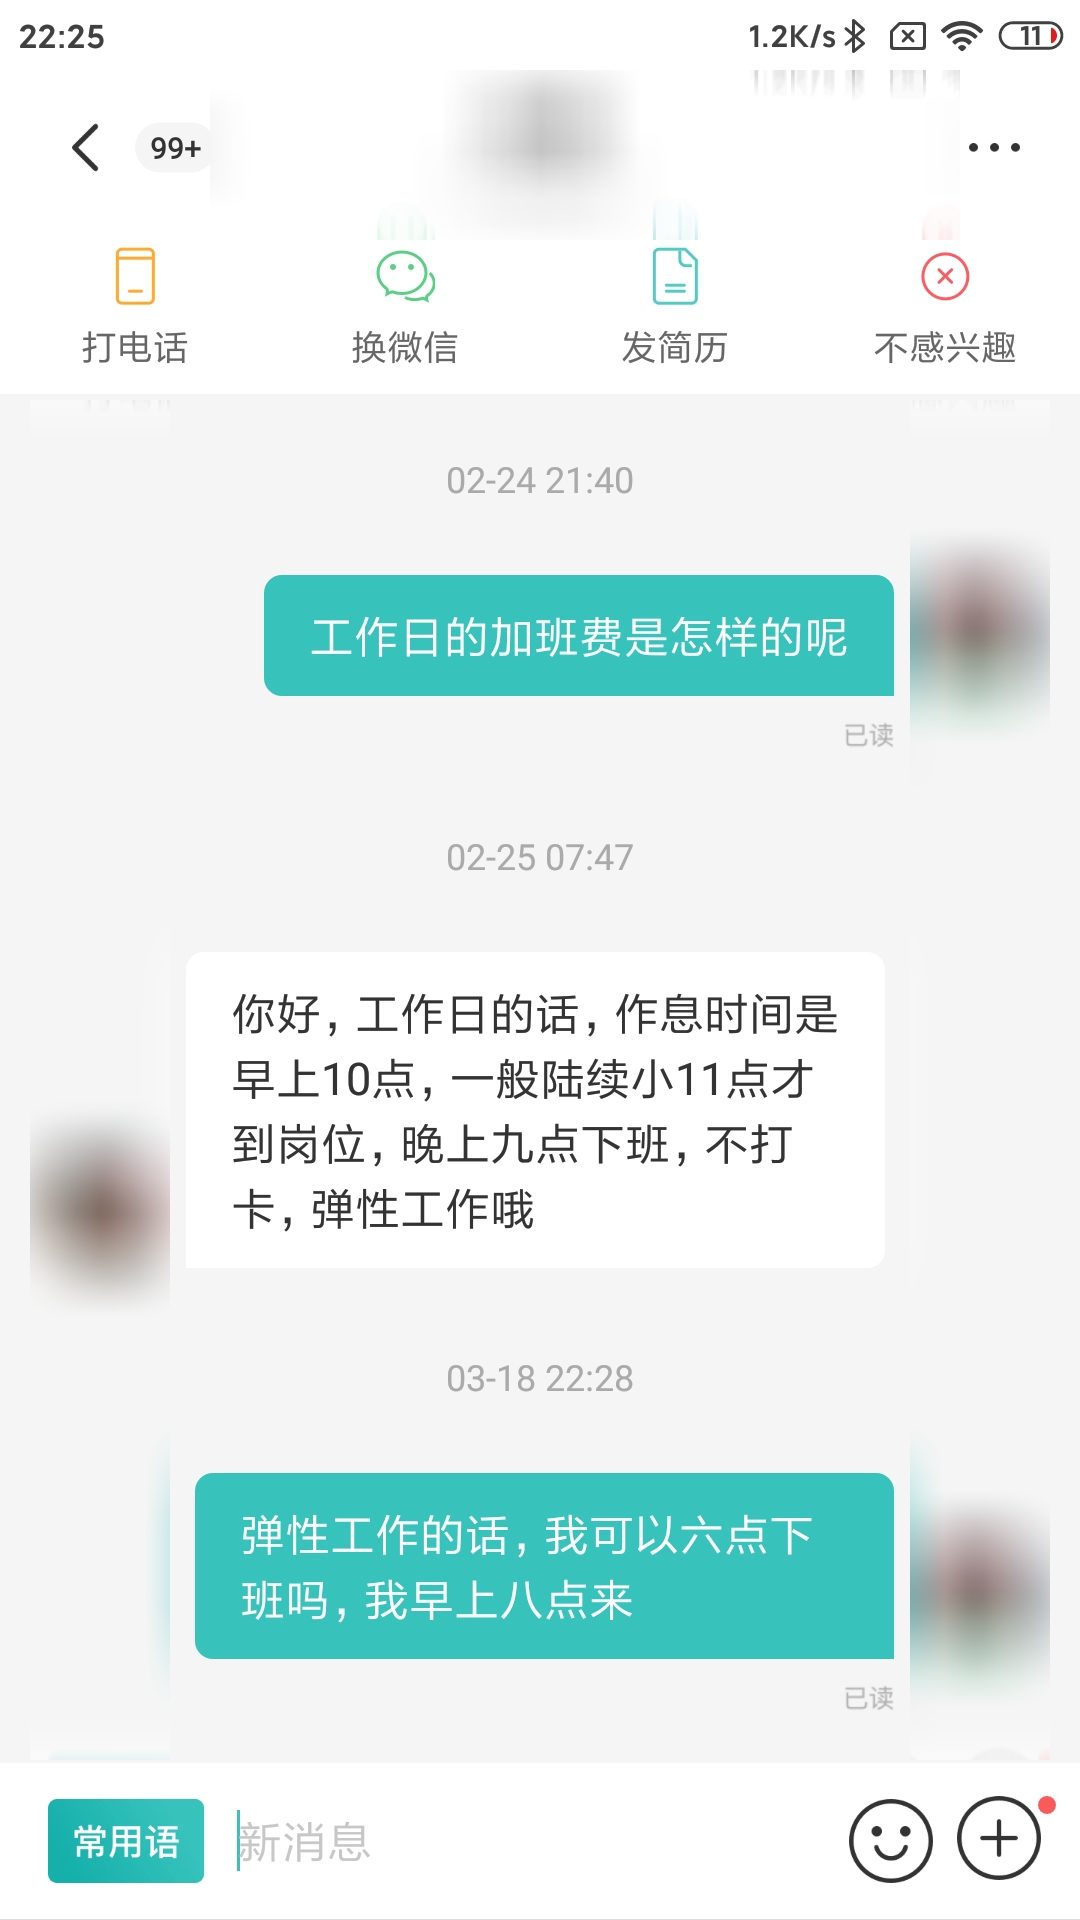 22:25 1.2K/s 11
99+
打电话 换微信 发简历 不感兴趣
02-24 21:40
工作日的加班费是怎样的呢
已读
02-25 07:47
你好，工作日的话，作息时间是
早上10点，一般陆续小11点才
到岗位，晚上九点下班，不打
卡，弹性工作哦
03-18 22:28
弹性工作的话，我可以六点下
班吗，我早上八点来
已读
常用语 新消息